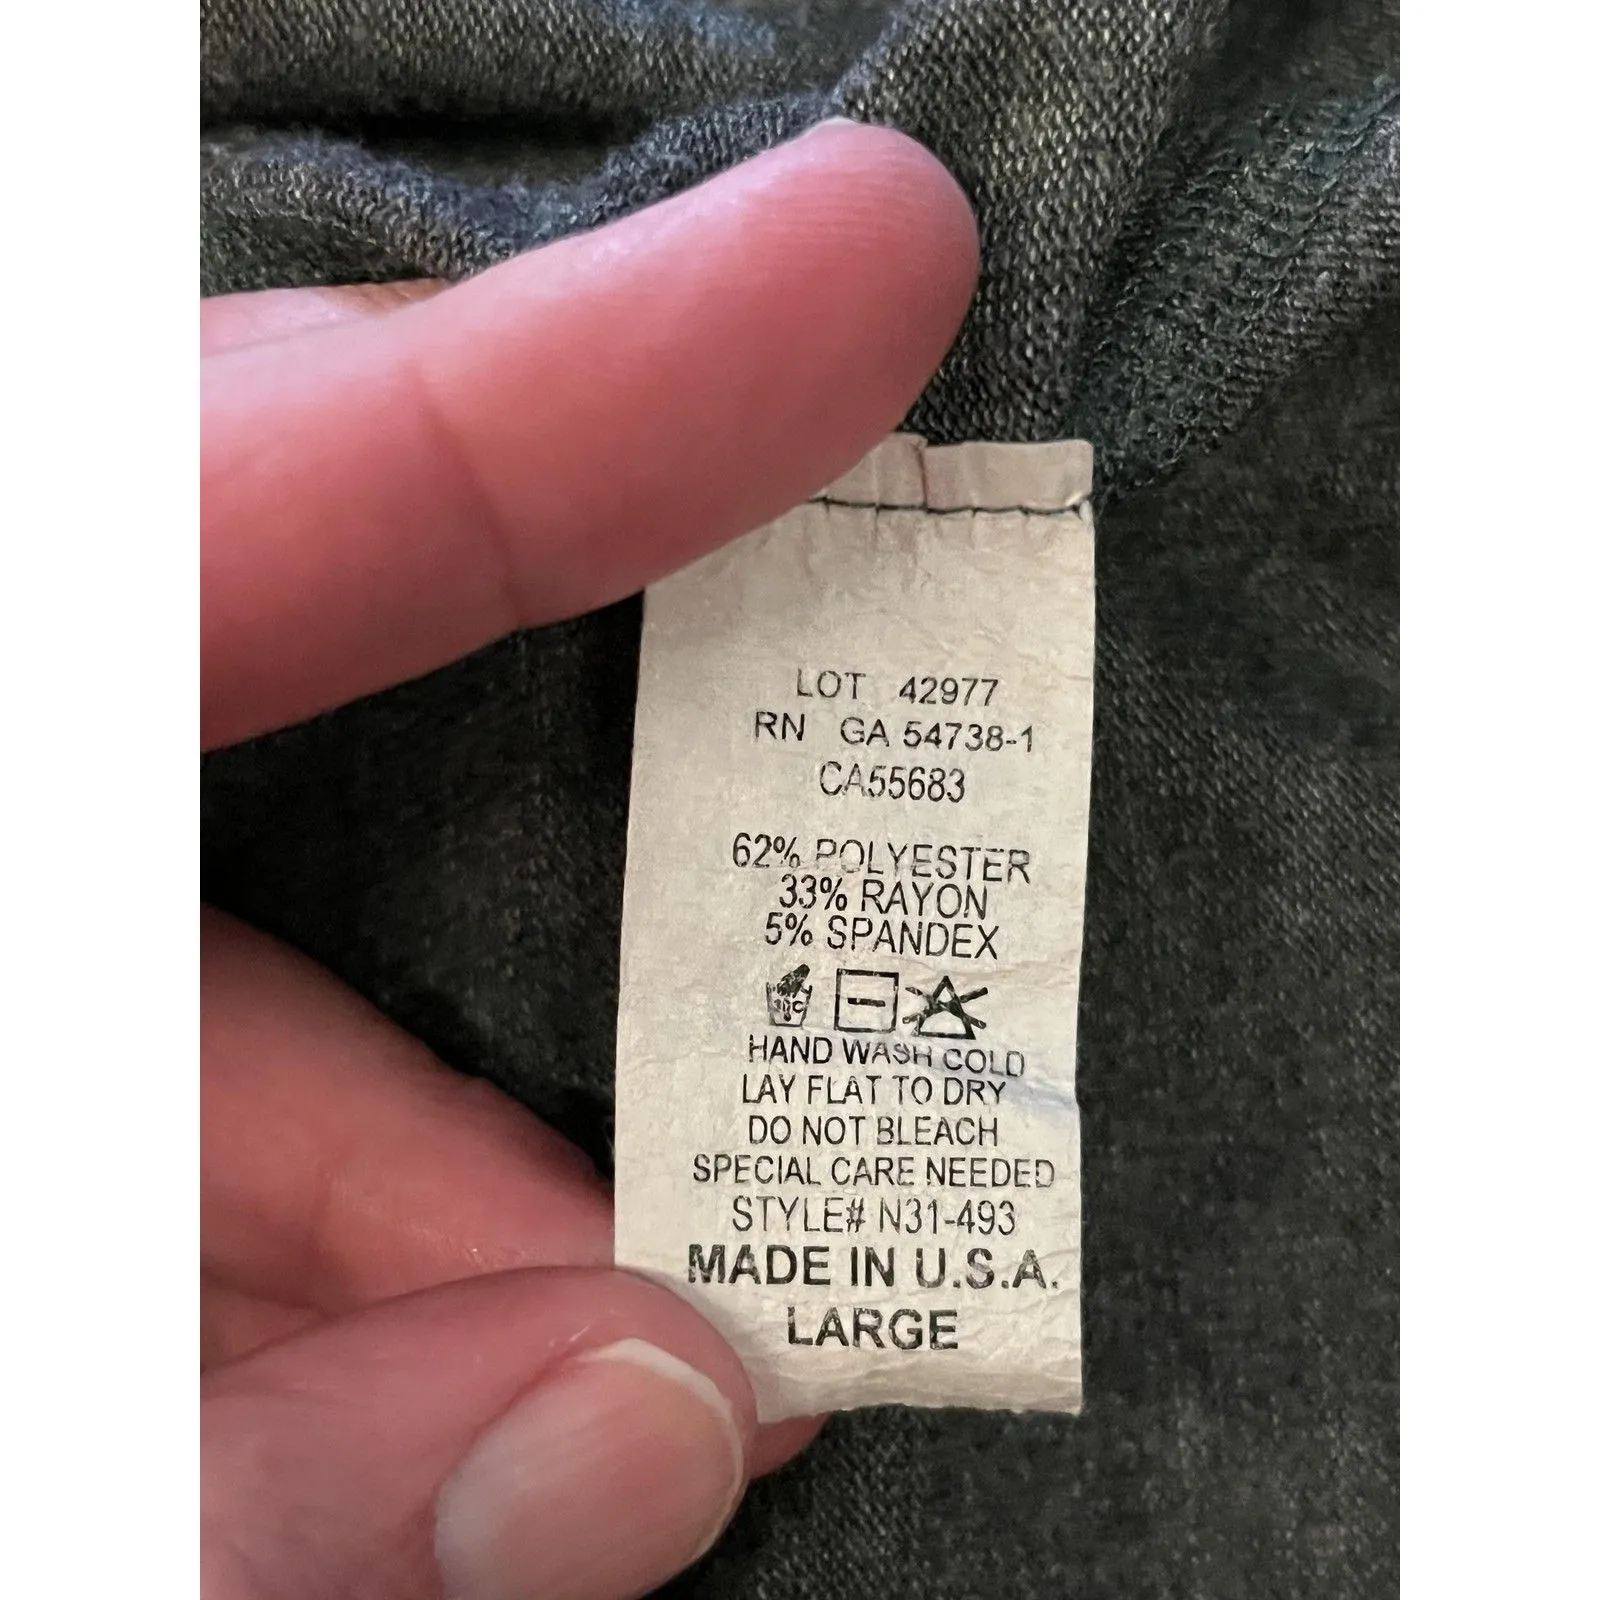 LOT 42977
RN GA 54738-1
CA55683
62% POLYESTER
33% RAYON
5% SPANDEX
HAND WASH COLD
LAY FLAT TO DRY
DO NOT BLEACH
SPECIAL CARE NEEDED
STYLE# N31-493
MADE IN U.S.A.
LARGE